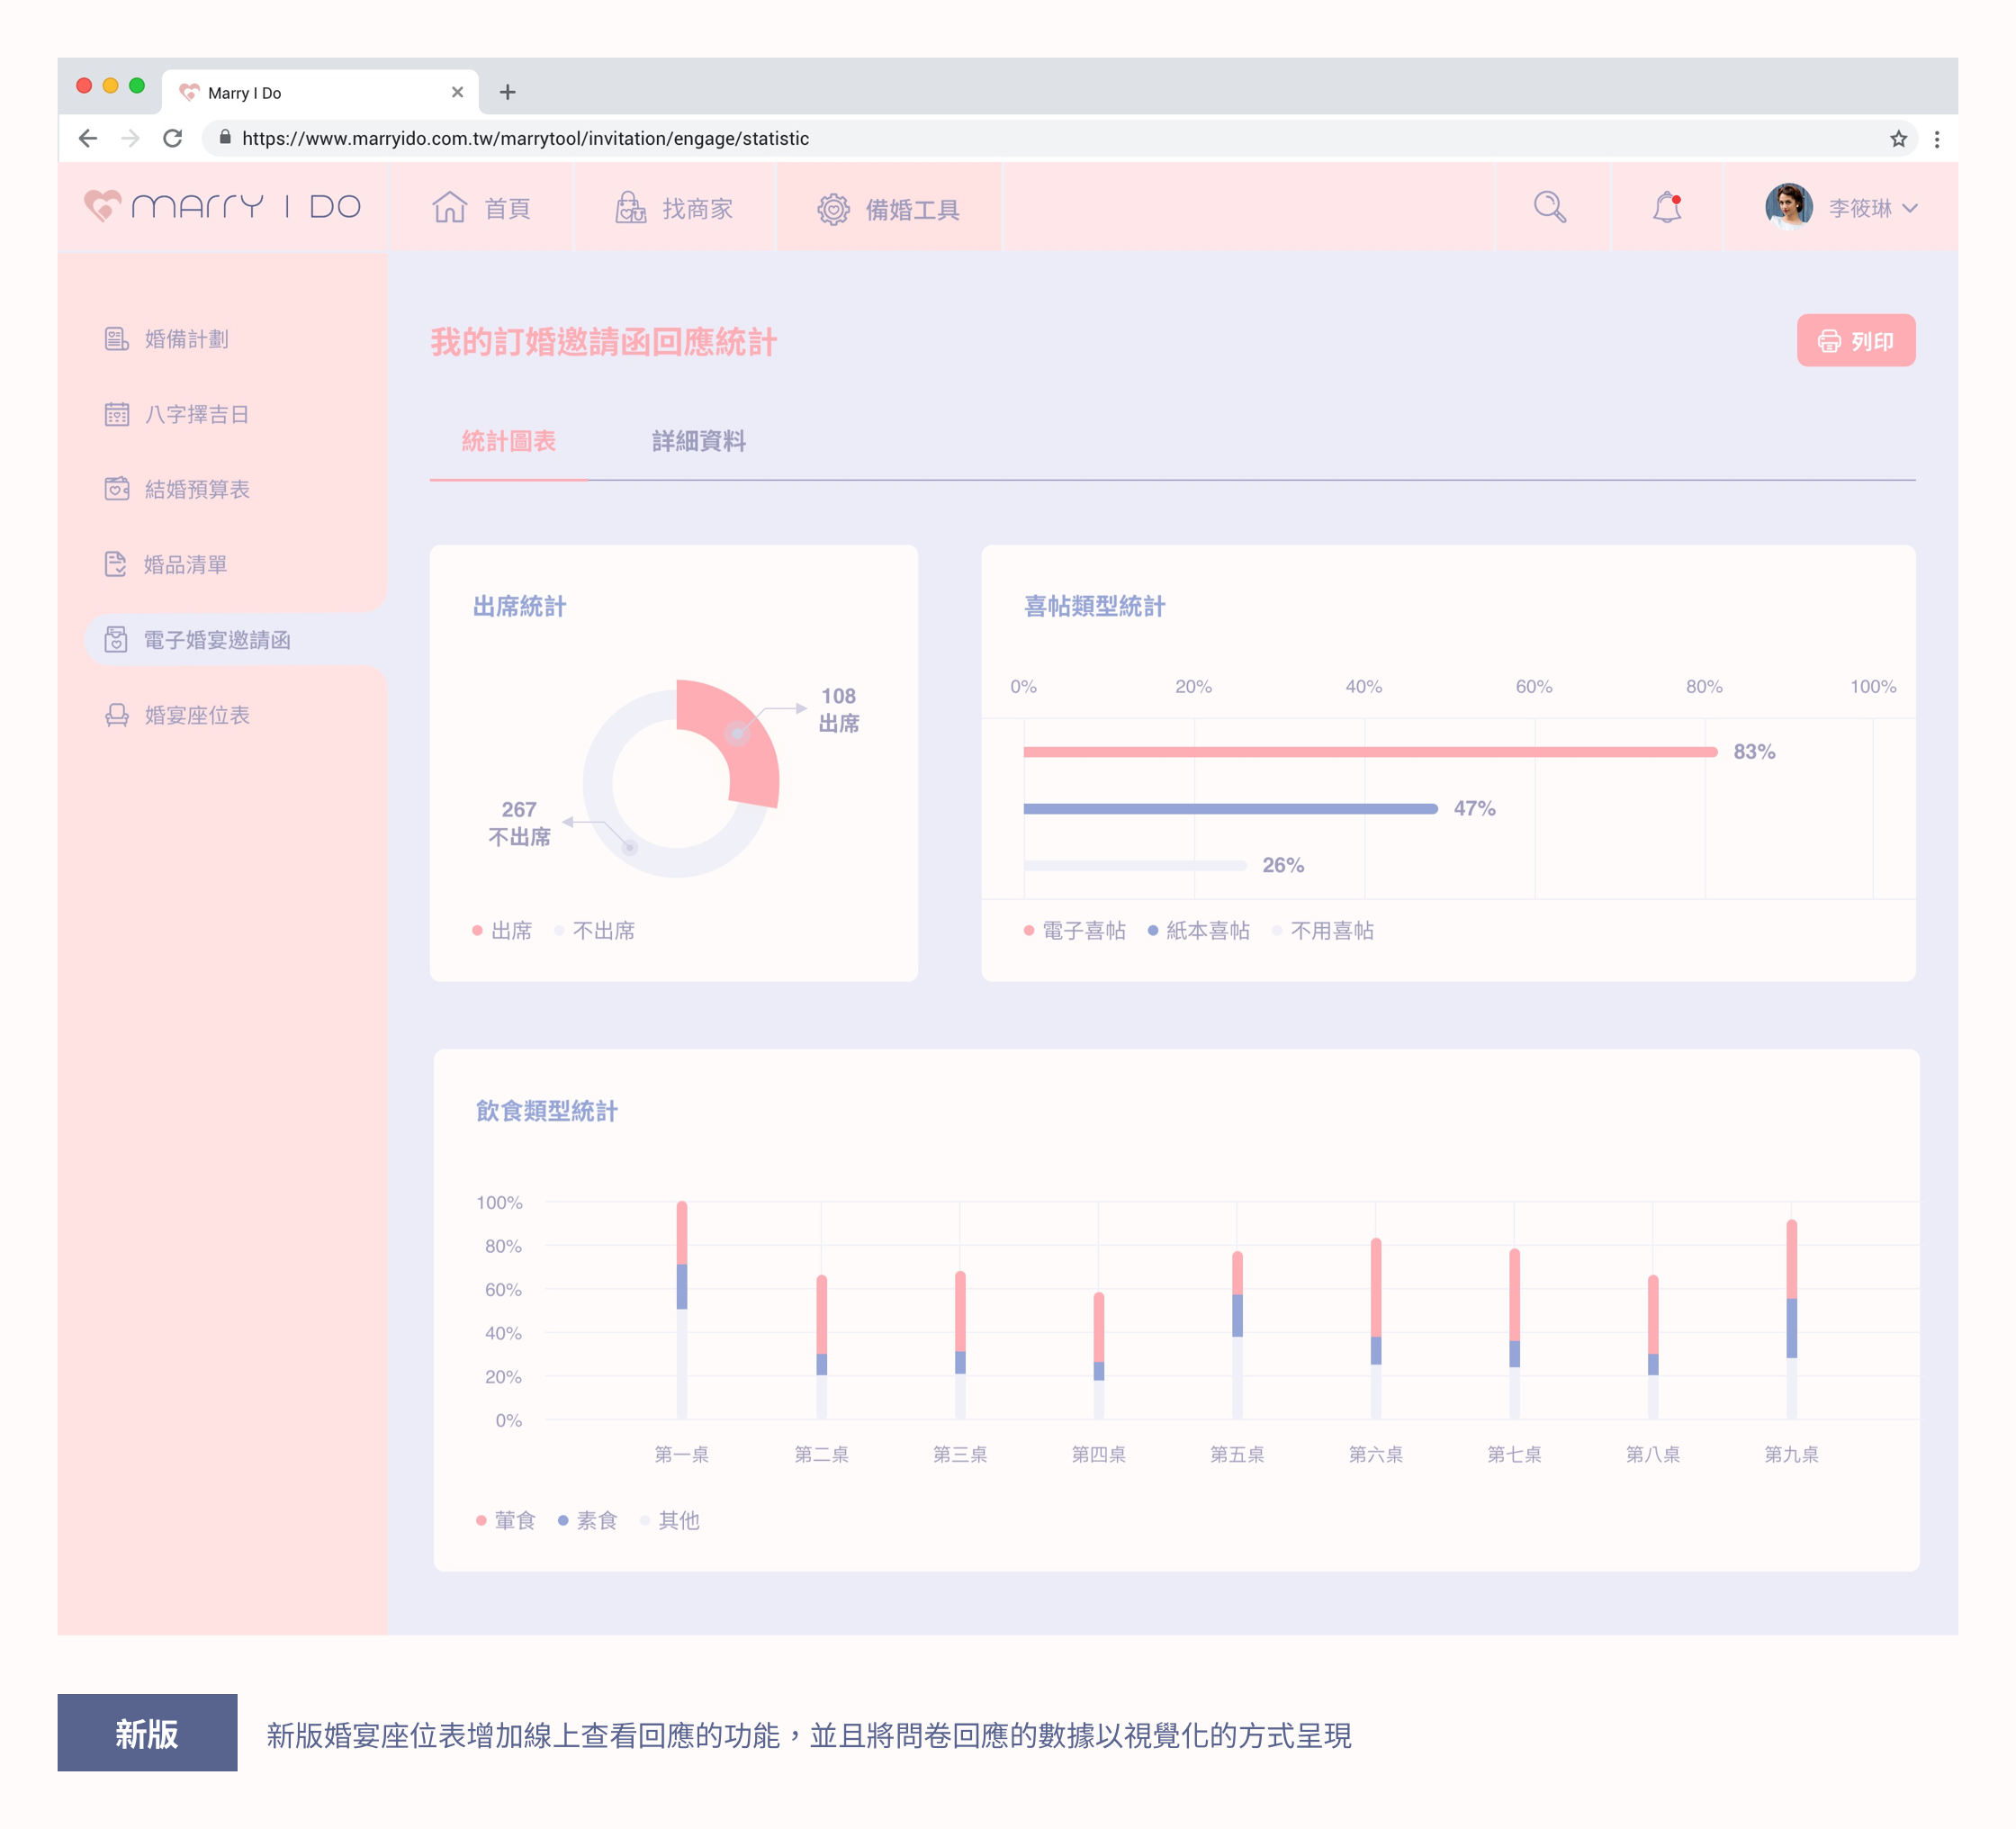 Marry I Do
https://www.marryido.com.tw/marrytool/invitation/engage/statistic
MARRY I DO
首頁
找商家
備婚工具
李筱琳
婚備計劃
八字擇吉日
結婚預算表
婚品清單
電子婚宴邀請函
婚宴座位表
我的訂婚邀請函回應統計
列印
統計圖表
詳細資料
出席統計
108
出席
267
不出席
出席
不出席
喜帖類型統計
0% 20% 40% 60% 80% 100%
83%
47%
26%
電子喜帖
紙本喜帖
不用喜帖
飲食類型統計
100%
80%
60%
40%
20%
0%
第一桌 第二桌 第三桌 第四桌 第五桌 第六桌 第七桌 第八桌 第九桌
葷食
素食
其他
新版
新版婚宴座位表增加線上查看回應的功能，並且將問卷回應的數據以視覺化的方式呈現